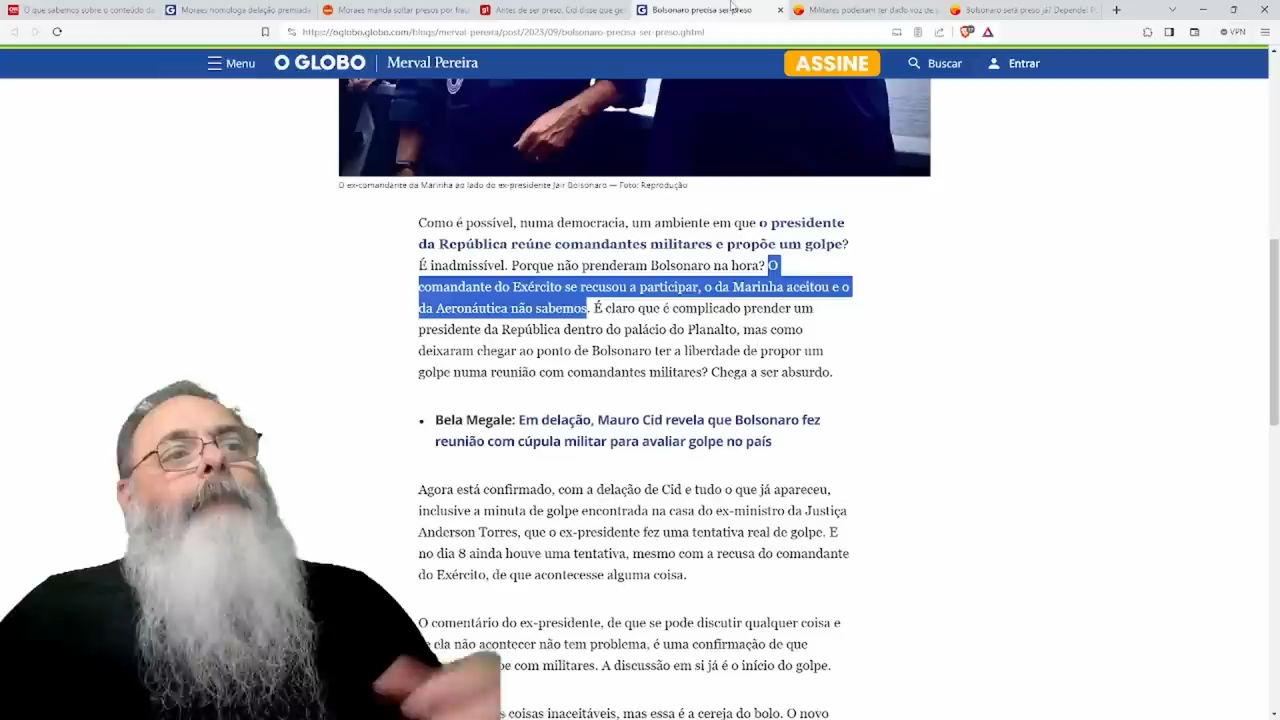 O que sabemos sobre o conteúdo da
Moraes homologa delação premiada
Moraes manda soltar presos por frau
Antes de ser preso, Cid disse que ge
Bolsonaro precisa ser preso
Militares poderiam ter dado voz de
Bolsonaro será preso já? Depende!
https://oglobo.globo.com/blogs/merval-pereira/post/2023/09/bolsonaro-precisa-ser-preso.ghtml
VPN
Menu
O GLOBO
Merval Pereira
ASSINE
Buscar
Entrar
O ex-comandante da Marinha ao lado do ex-presidente Jair Bolsonaro — Foto: Reprodução
Como é possível, numa democracia, um ambiente em que o presidente
da República reúne comandantes militares e propõe um golpe?
É inadmissível. Porque não prenderam Bolsonaro na hora? O
comandante do Exército se recusou a participar, o da Marinha aceitou e o
da Aeronáutica não sabemos. É claro que é complicado prender um
presidente da República dentro do palácio do Planalto, mas como
deixaram chegar ao ponto de Bolsonaro ter a liberdade de propor um
golpe numa reunião com comandantes militares? Chega a ser absurdo.
• Bela Megale: Em delação, Mauro Cid revela que Bolsonaro fez
reunião com cúpula militar para avaliar golpe no país
Agora está confirmado, com a delação de Cid e tudo o que já apareceu,
inclusive a minuta de golpe encontrada na casa do ex-ministro da Justiça
Anderson Torres, que o ex-presidente fez uma tentativa real de golpe. E
no dia 8 ainda houve uma tentativa, mesmo com a recusa do comandante
do Exército, de que acontecesse alguma coisa.
O comentário do ex-presidente, de que se pode discutir qualquer coisa e
ela não acontecer não tem problema, é uma confirmação de que
com militares. A discussão em si já é o início do golpe.
coisas inaceitáveis, mas essa é a cereja do bolo. O novo